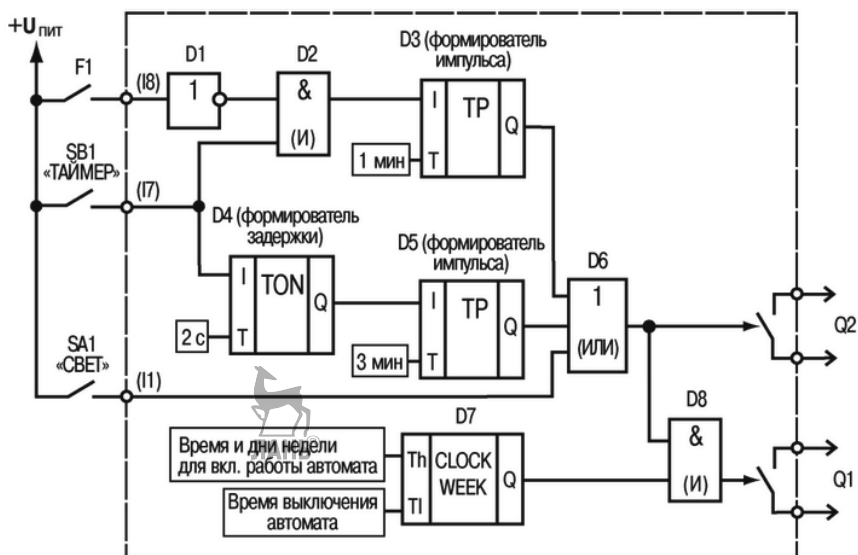 +Uпит
F1
(I8)
D1
1
D2
&
(И)
D3 (формирователь
импульса)
I
TP
Q
T
1 мин
SB1
«ТАЙМЕР»
(I7)
D4 (формирователь
задержки)
I
TON
Q
T
2 с
D5 (формирователь
импульса)
I
TP
Q
T
3 мин
D6
1
(ИЛИ)
Q2
SA1
«СВЕТ»
(I1)
ЛАНЬ®
D7
Время и дни недели
для вкл. работы автомата
Th
CLOCK
WEEK
Q
Tl
Время выключения
автомата
D8
&
(И)
Q1